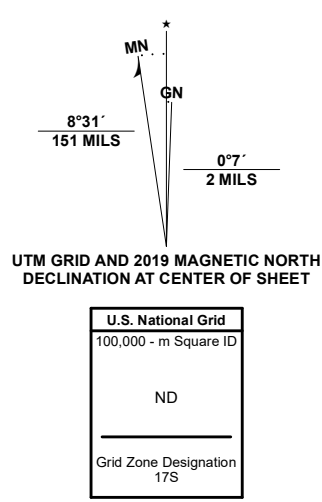 ★
MN
GN
8°31´
151 MILS
0°7´
2 MILS
UTM GRID AND 2019 MAGNETIC NORTH
DECLINATION AT CENTER OF SHEET
U.S. National Grid
100,000 - m Square ID
ND
Grid Zone Designation
17S